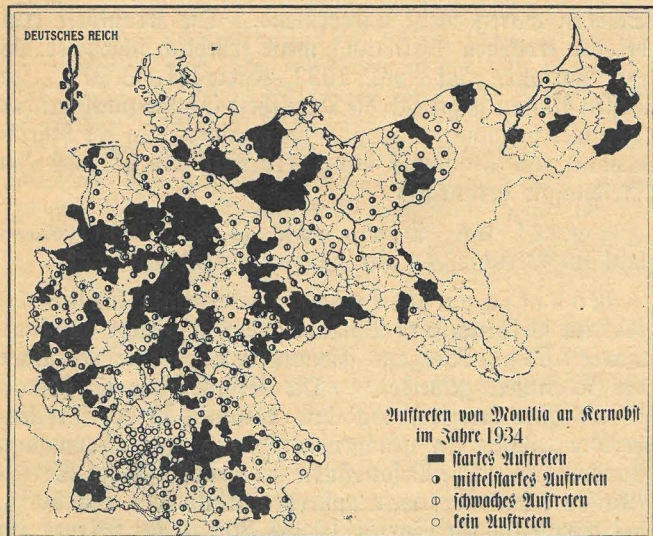 DEUTSCHES REICH
B
R
A
Auftreten von Monilia an Kernobst
im Jahre 1934
starkes Auftreten
mittelstarkes Auftreten
schwaches Auftreten
kein Auftreten